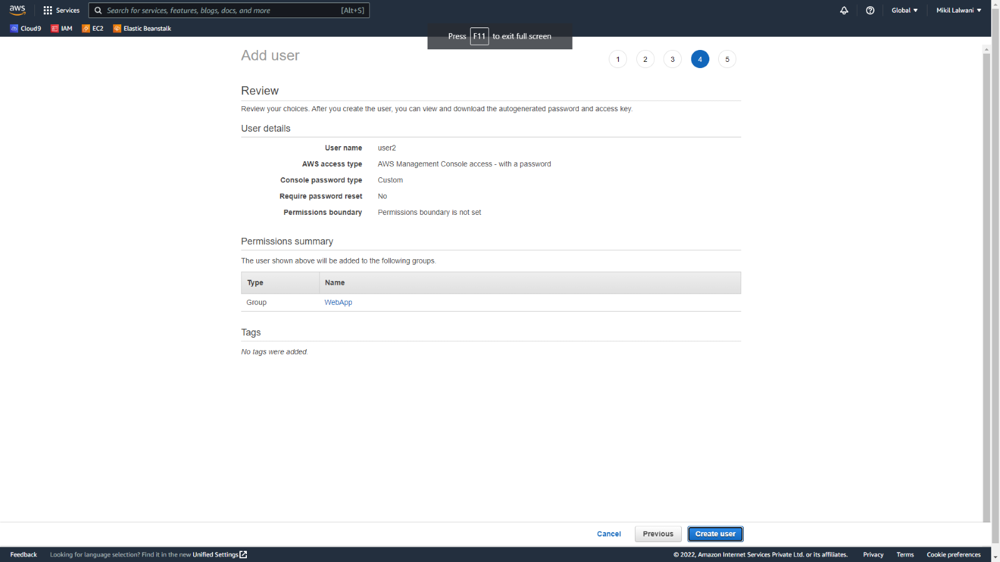 aws
Services
Search for services, features, blogs, docs, and more [Alt+S]
Global ▼
Mikil Lalwani ▼
Cloud9
IAM
EC2
Elastic Beanstalk
Press F11 to exit full screen
Add user
1 2 3 4 5
Review
Review your choices. After you create the user, you can view and download the autogenerated password and access key.
User details
User name user2
AWS access type AWS Management Console access - with a password
Console password type Custom
Require password reset No
Permissions boundary Permissions boundary is not set
Permissions summary
The user shown above will be added to the following groups.
Type Name
Group WebApp
Tags
No tags were added.
Cancel Previous Create user
Feedback Looking for language selection? Find it in the new Unified Settings © 2022, Amazon Internet Services Private Ltd. or its affiliates. Privacy Terms Cookie preferences